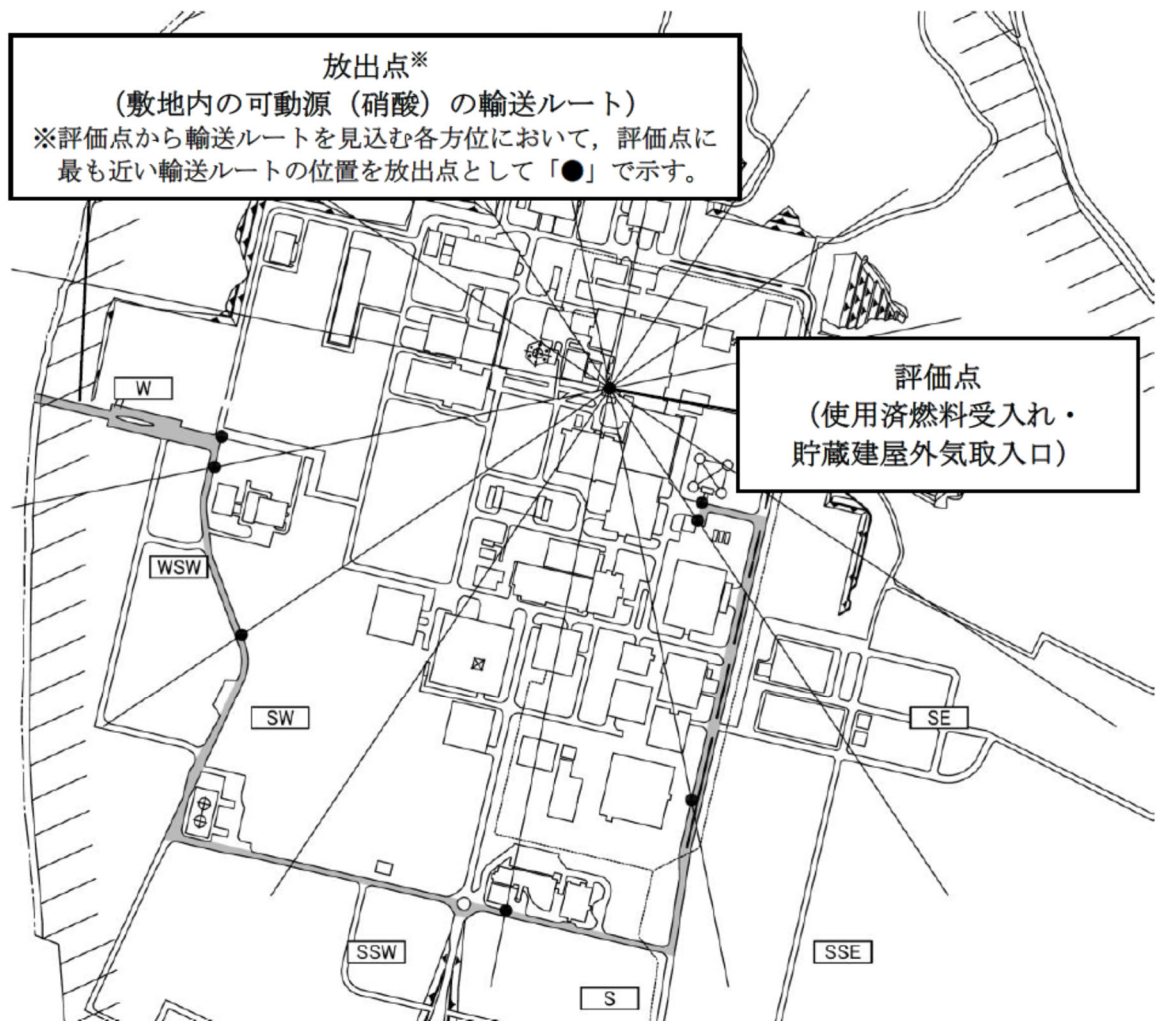 放出点※
（敷地内の可動源（硝酸）の輸送ルート）
※評価点から輸送ルートを見込む各方位において，評価点に
最も近い輸送ルートの位置を放出点として「●」で示す。
評価点
（使用済燃料受入れ・
貯蔵建屋外気取入口）
W
WSW
SW
SE
SSW
SSE
S